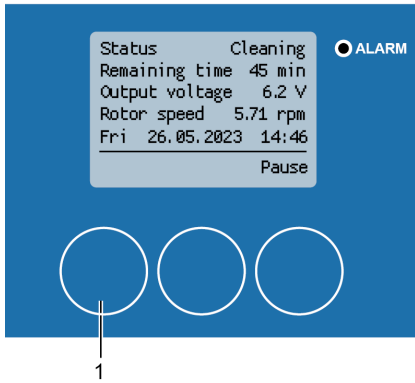 Status Cleaning
ALARM
Remaining time 45 min
Output voltage 6.2 V
Rotor speed 5.71 rpm
Fri 26.05.2023 14:46
Pause
1